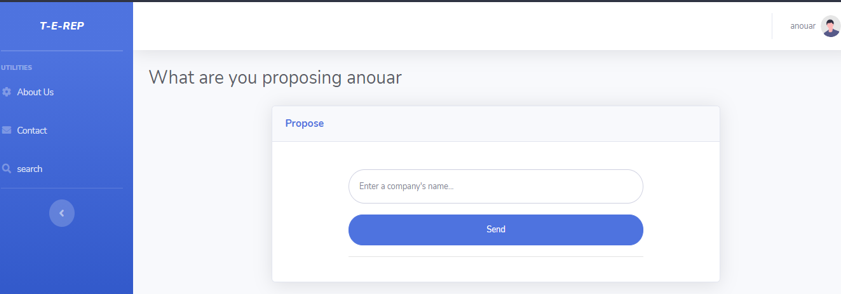 T-E-REP
anouar
UTILITIES
About Us
Contact
search
What are you proposing anouar
Propose
Enter a company's name...
Send